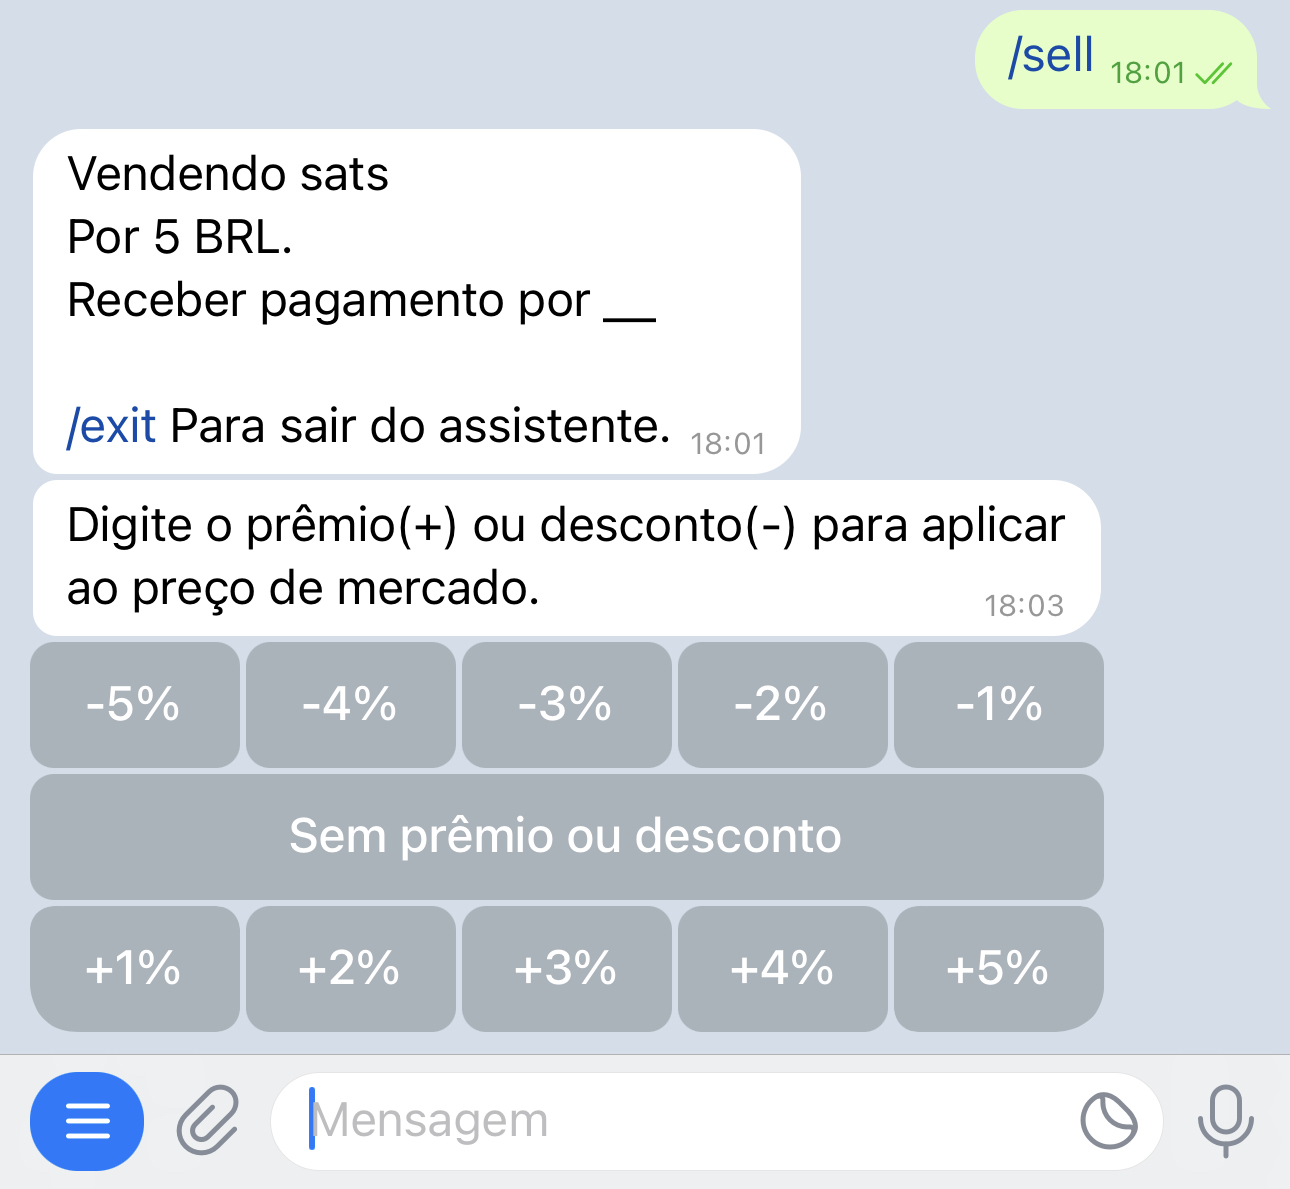 /sell 18:01
Vendendo sats
Por 5 BRL.
Receber pagamento por __
/exit Para sair do assistente. 18:01
Digite o prêmio(+) ou desconto(-) para aplicar
ao preço de mercado.
18:03
-5% -4% -3% -2% -1%
Sem prêmio ou desconto
+1% +2% +3% +4% +5%
Mensagem